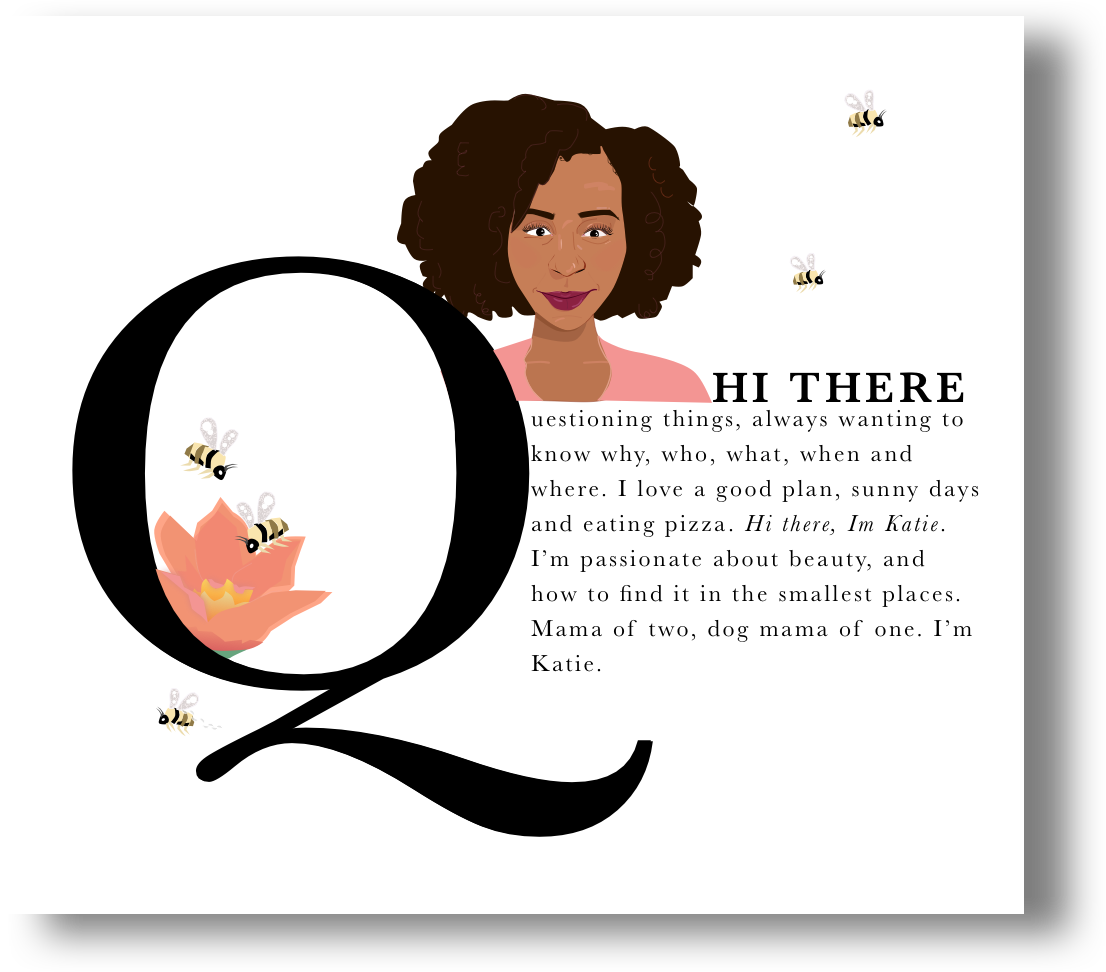 HI THERE
Questioning things, always wanting to
know why, who, what, when and
where. I love a good plan, sunny days
and eating pizza. Hi there, Im Katie.
I’m passionate about beauty, and
how to find it in the smallest places.
Mama of two, dog mama of one. I’m
Katie.